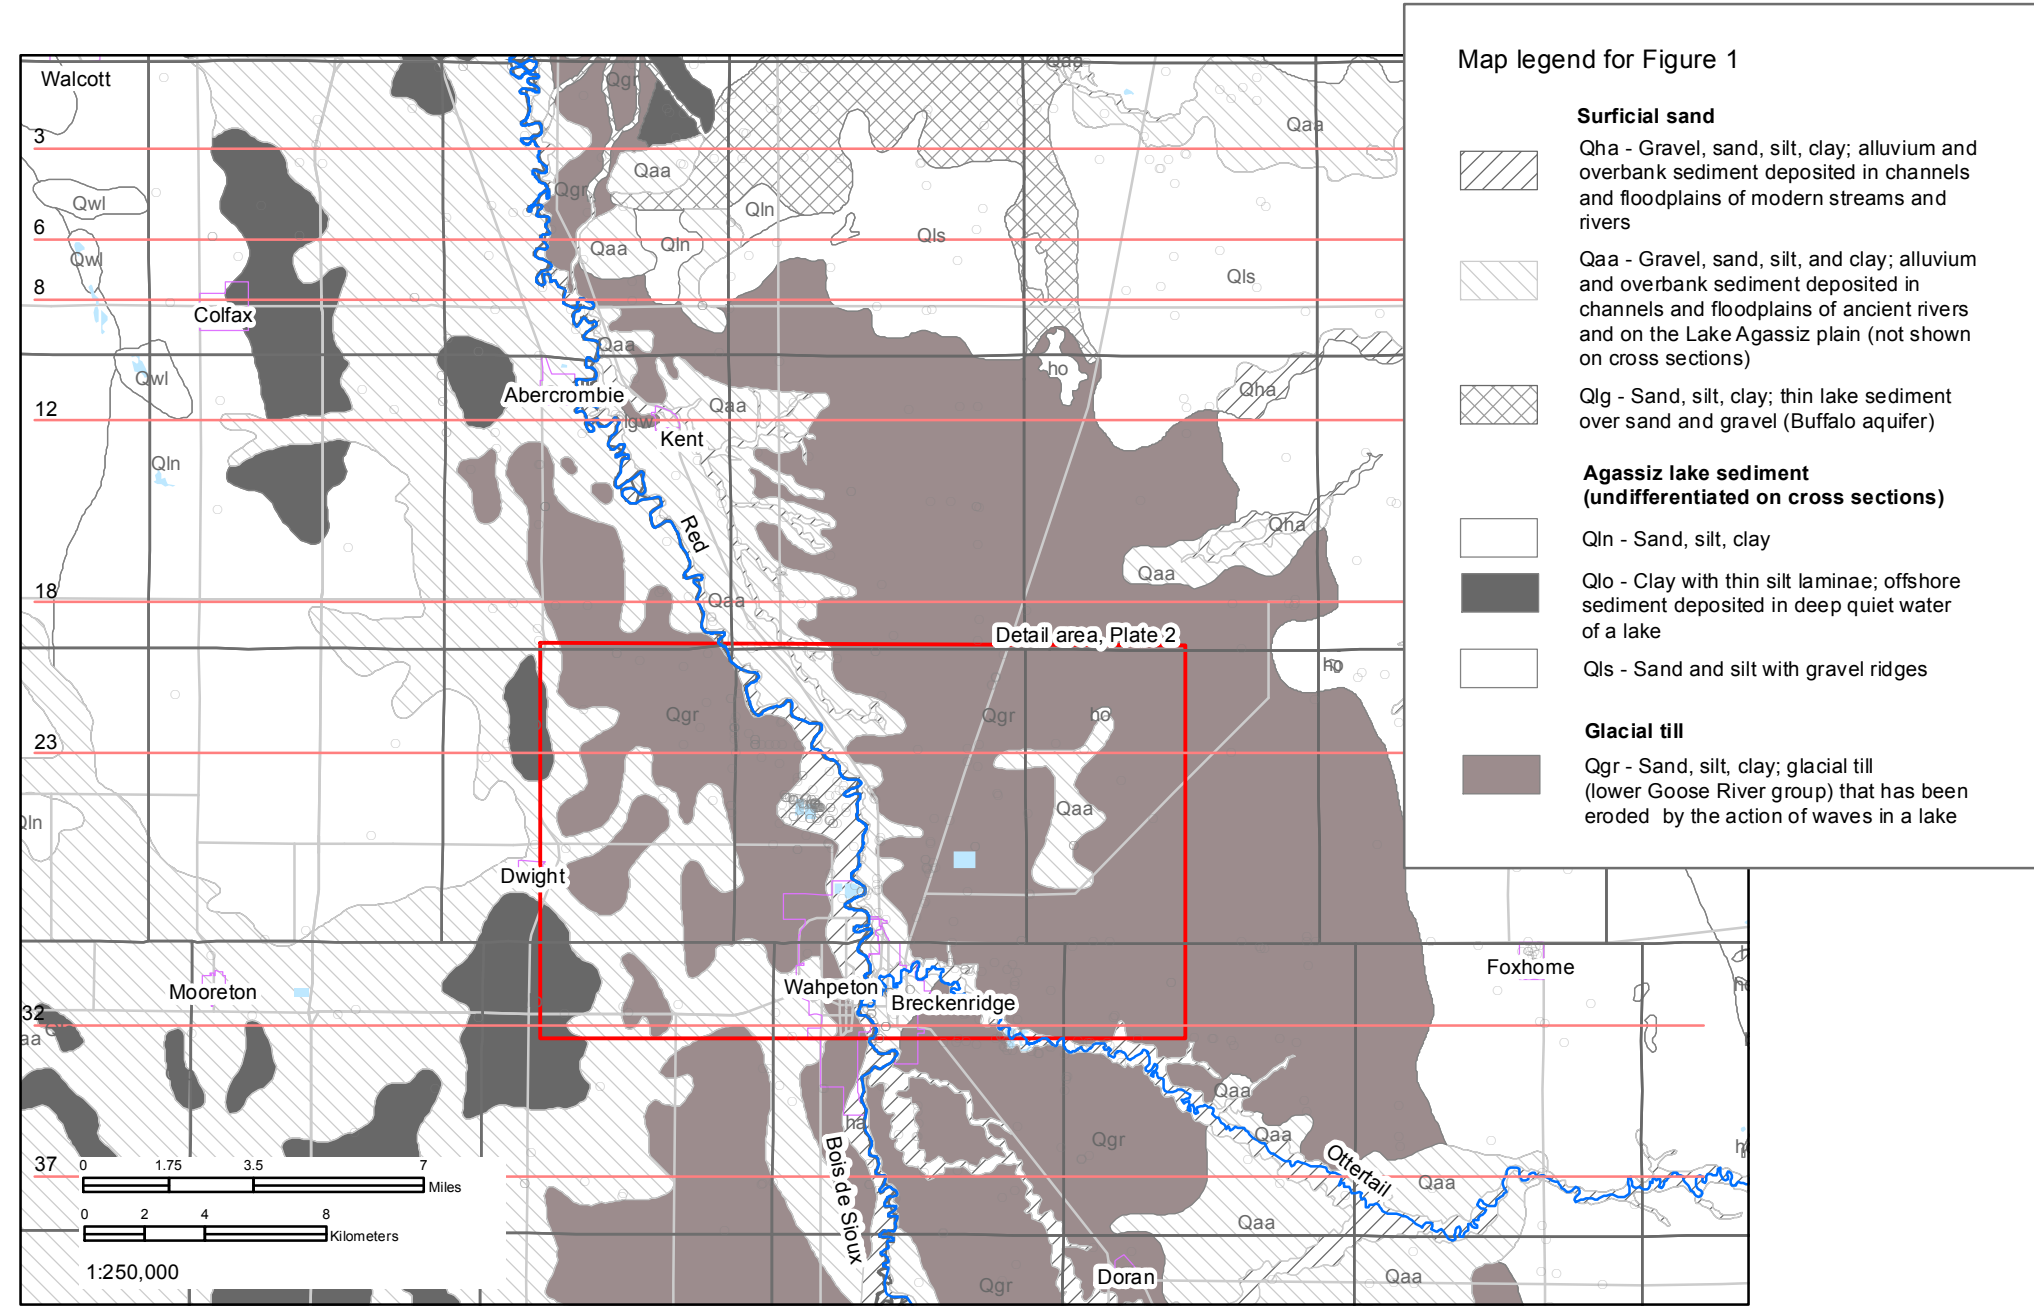 Map legend for Figure 1
Surficial sand
Qha - Gravel, sand, silt, clay; alluvium and
overbank sediment deposited in channels
and floodplains of modern streams and
rivers
Qaa - Gravel, sand, silt, and clay; alluvium
and overbank sediment deposited in
channels and floodplains of ancient rivers
and on the Lake Agassiz plain (not shown
on cross sections)
Qlg - Sand, silt, clay; thin lake sediment
over sand and gravel (Buffalo aquifer)
Agassiz lake sediment
(undifferentiated on cross sections)
Qln - Sand, silt, clay
Qlo - Clay with thin silt laminae; offshore
sediment deposited in deep quiet water
of a lake
Qls - Sand and silt with gravel ridges
Glacial till
Qgr - Sand, silt, clay; glacial till
(lower Goose River group) that has been
eroded by the action of waves in a lake
Walcott
Qgr
Qaa
Qaa
3
Qaa
Qgr
Qwl
Qln
6
Qaa
Qln
Qls
Qwl
Qls
8
Colfax
Qaa
Qwl
ho
Abercrombie
Qha
12
Qaa
lgw
Kent
Qln
Red
Qha
Qaa
18
Qaa
Detail area, Plate 2
ho
Qgr
Qgr
ho
23
Qaa
Qln
Dwight
Mooreton
Wahpeton
Breckenridge
Foxhome
32
aa
Qaa
ha
Qgr
Qaa
Bois de Sioux
Ottertail
37
Qaa
Qaa
0 1.75 3.5 7
Miles
0 2 4 8
Kilometers
1:250,000
Qgr
Doran
Qaa